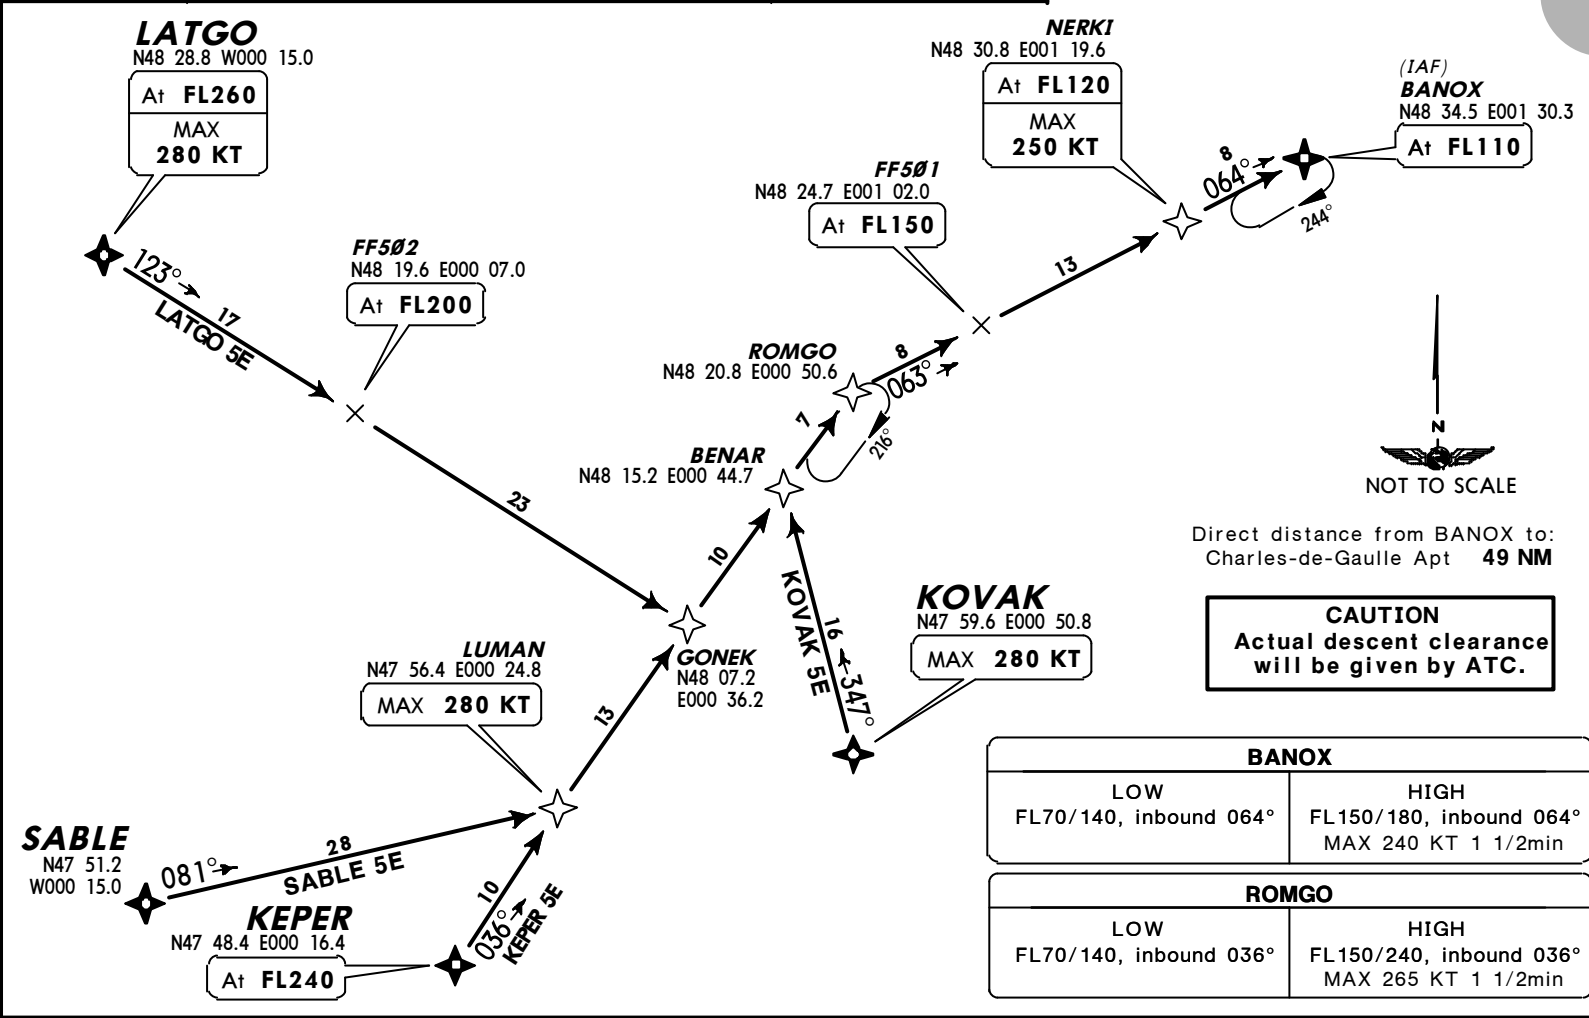 LATGO
N48 28.8 W000 15.0
At FL260
MAX
280 KT
123°
17
LATGO 5E
FF5Ø2
N48 19.6 E000 07.0
At FL200
23
NERKI
N48 30.8 E001 19.6
At FL120
MAX
250 KT
(IAF)
BANOX
N48 34.5 E001 30.3
At FL110
8
064°
244°
FF5Ø1
N48 24.7 E001 02.0
At FL150
13
ROMGO
N48 20.8 E000 50.6
8
063°
7
216°
BENAR
N48 15.2 E000 44.7
10
N
NOT TO SCALE
Direct distance from BANOX to:
Charles-de-Gaulle Apt 49 NM
CAUTION
Actual descent clearance
will be given by ATC.
KOVAK
N47 59.6 E000 50.8
MAX 280 KT
16
347°
KOVAK 5E
GONEK
N48 07.2
E000 36.2
LUMAN
N47 56.4 E000 24.8
MAX 280 KT
13
SABLE
N47 51.2
W000 15.0
081°
28
SABLE 5E
KEPER
N47 48.4 E000 16.4
At FL240
10
036°
KEPER 5E
BANOX
LOW
FL70/140, inbound 064°
HIGH
FL150/180, inbound 064°
MAX 240 KT 1 1/2min
ROMGO
LOW
FL70/140, inbound 036°
HIGH
FL150/240, inbound 036°
MAX 265 KT 1 1/2min